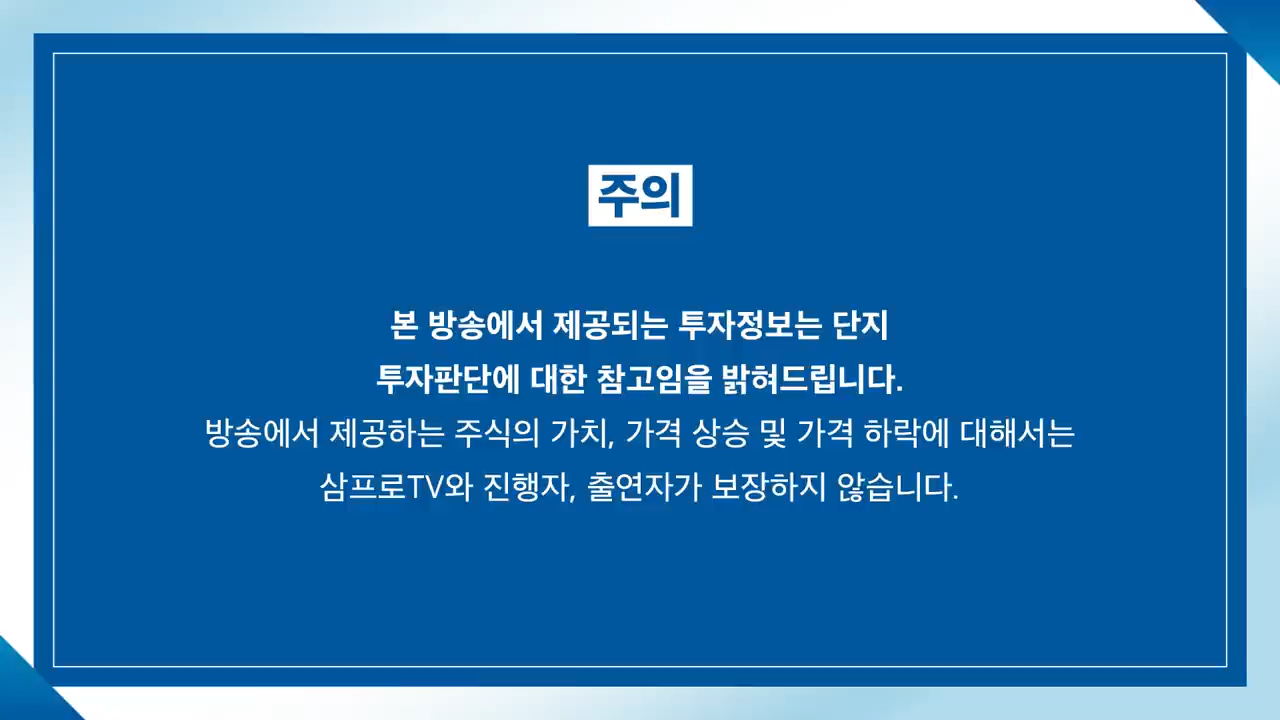 주의
본 방송에서 제공되는 투자정보는 단지
투자판단에 대한 참고임을 밝혀드립니다.
방송에서 제공하는 주식의 가치, 가격 상승 및 가격 하락에 대해서는
삼프로TV와 진행자, 출연자가 보장하지 않습니다.